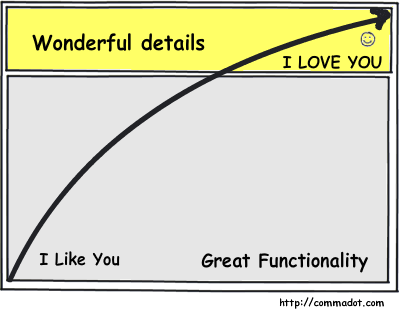 Wonderful details
I LOVE YOU
I Like You
Great Functionality
http://commadot.com